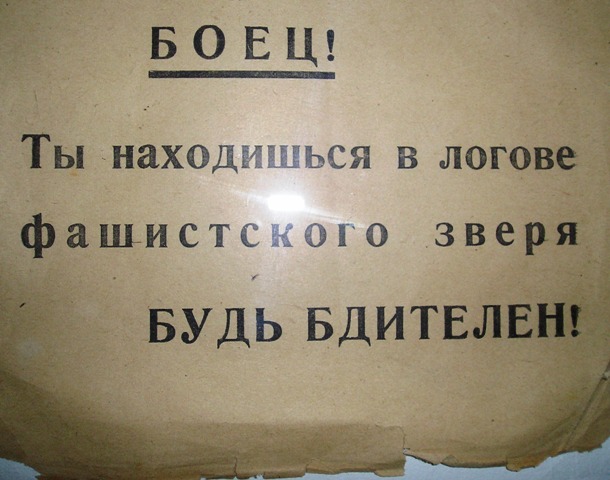 БОЕЦ!
Ты находишься в логове
фашистского зверя
БУДЬ БДИТЕЛЕН!